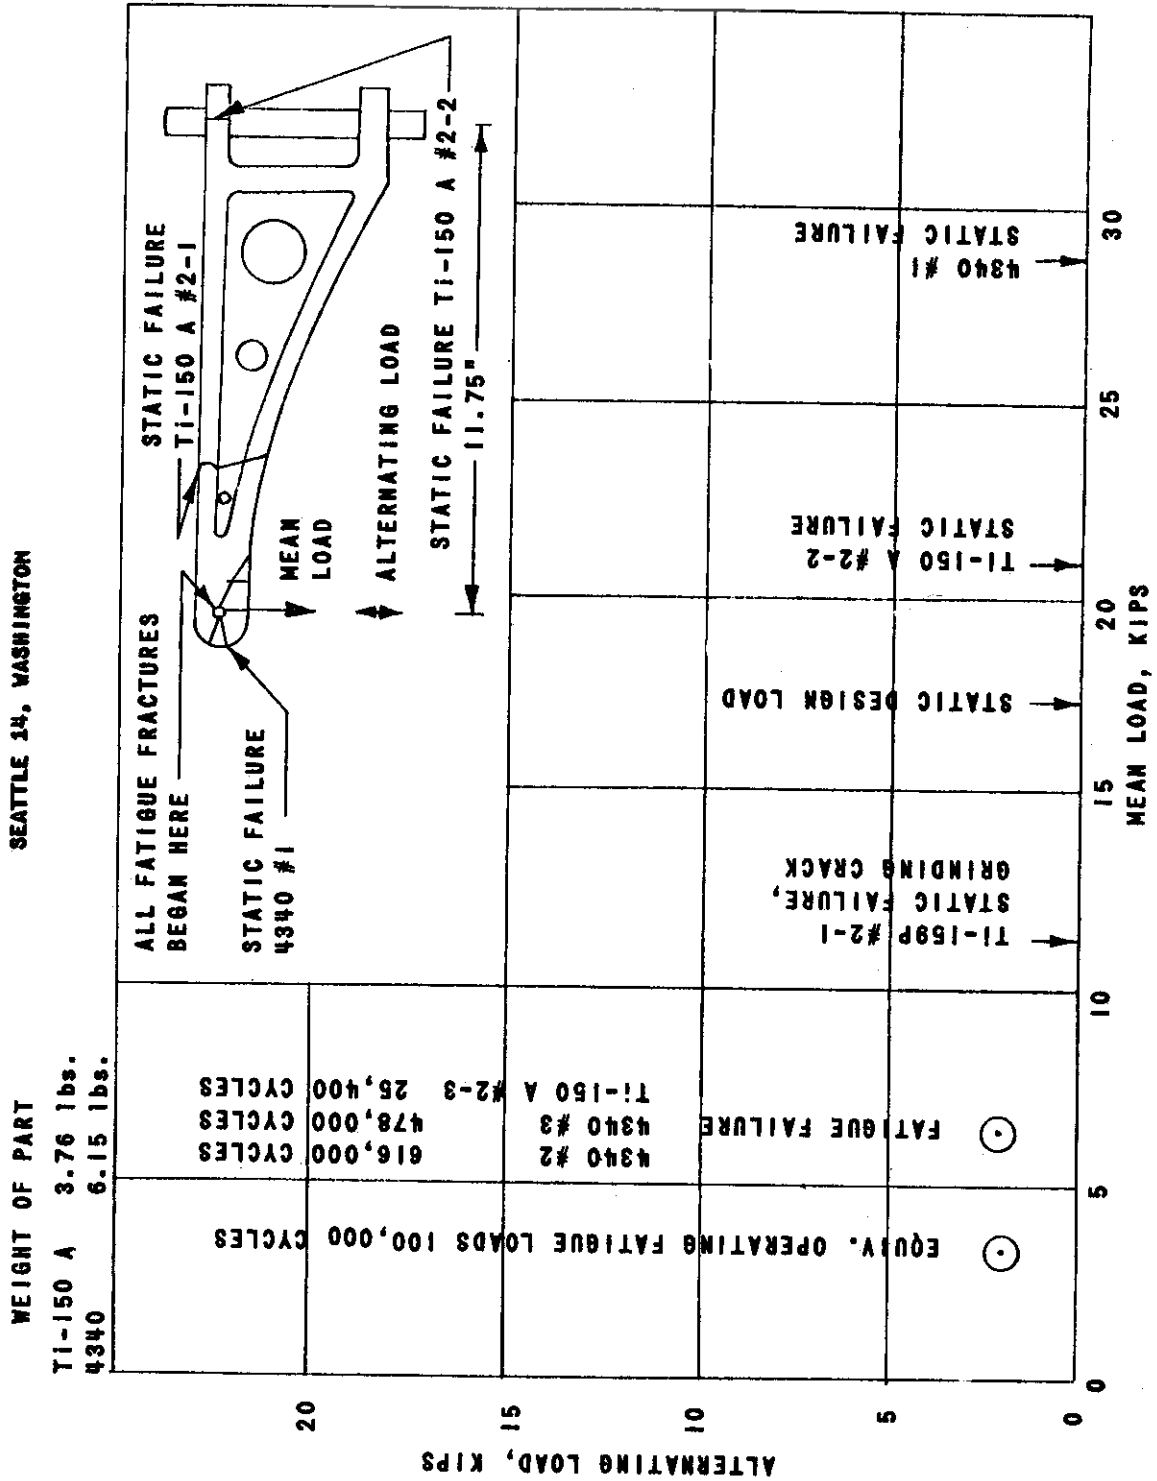 SEATTLE 14, WASHINGTON
WEIGHT OF PART
Ti-150 A 3.76 lbs.
4340 6.15 lbs.
ALL FATIGUE FRACTURES
BEGAN HERE
STATIC FAILURE
4340 #1
STATIC FAILURE
Ti-150 A #2-1
MEAN
LOAD
ALTERNATING LOAD
STATIC FAILURE Ti-150 A #2-2
11.75"
EQUIV. OPERATING FATIGUE LOADS 100,000 CYCLES
FATIGUE FAILURE
4340 #2 616,000 CYCLES
4340 #3 478,000 CYCLES
Ti-150 A #2-3 25,400 CYCLES
Ti-159P #2-1
STATIC FAILURE,
GRINDING CRACK
STATIC DESIGN LOAD
Ti-150 A #2-2
STATIC FAILURE
4340 #1
STATIC FAILURE
ALTERNATING LOAD, KIPS
20
15
10
5
0
0
5
10
15
20
25
30
MEAN LOAD, KIPS